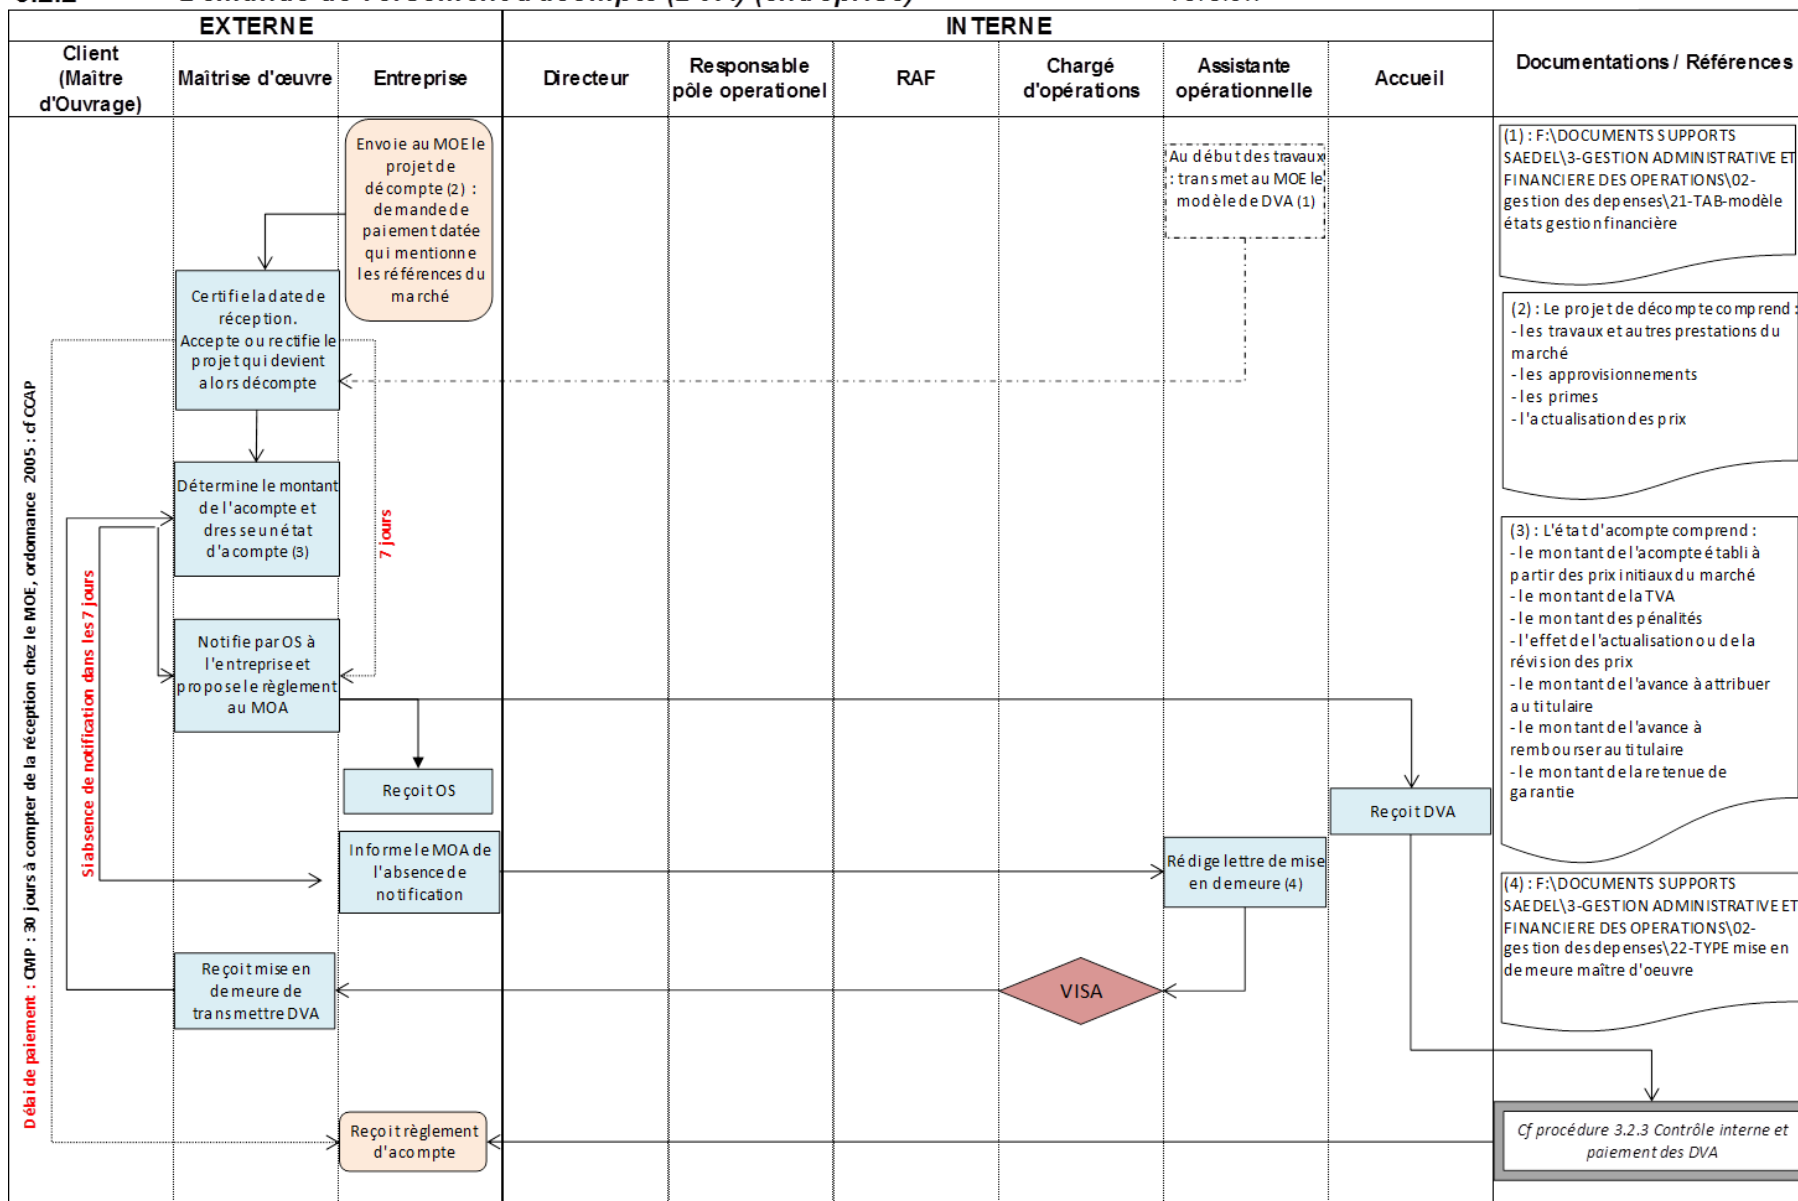 EXTERNE
INTERNE
Client
(Maître
d'Ouvrage)
Maîtrise d'œuvre
Entreprise
Directeur
Responsable
pôle operationel
RAF
Chargé
d'opérations
Assistante
opérationnelle
Accueil
Documentations / Références
Envoie au MOE le
projet de
décompte (2) :
demande de
paiement datée
qui mentionne
les références du
marché
Au début des travaux
: transmet au MOE le
modèle de DVA (1)
Certifie la date de
réception.
Accepte ou rectifie le
projet qui devient
alors décompte
Détermine le montant
de l'acompte et
dresse un état
d'acompte (3)
7 jours
Notifie par OS à
l'entreprise et
propose le règlement
au MOA
Reçoit OS
Reçoit DVA
Informe le MOA de
l'absence de
notification
Rédige lettre de mise
en demeure (4)
Reçoit mise en
demeure de
transmettre DVA
VISA
Reçoit règlement
d'acompte
Si absence de notification dans les 7 jours
Délai de paiement : CMP : 30 jours à compter de la réception chez le MOE, ordonnance 2005 : cf CCAP
(1) : F:\DOCUMENTS SUPPORTS
SAEDEL\3-GESTION ADMINISTRATIVE ET
FINANCIERE DES OPERATIONS\02-
gestion des depenses\21-TAB-modèle
états gestion financière
(2) : Le projet de décompte comprend :
- les travaux et autres prestations du
marché
- les approvisionnements
- les primes
- l'actualisation des prix
(3) : L'état d'acompte comprend :
- le montant de l'acompte établi à
partir des prix initiaux du marché
- le montant de la TVA
- le montant des pénalités
- l'effet de l'actualisation ou de la
révision des prix
- le montant de l'avance à attribuer
au titulaire
- le montant de l'avance à
rembourser au titulaire
- le montant de la retenue de
garantie
(4) : F:\DOCUMENTS SUPPORTS
SAEDEL\3-GESTION ADMINISTRATIVE ET
FINANCIERE DES OPERATIONS\02-
gestion des depenses\22-TYPE mise en
demeure maître d'oeuvre
Cf procédure 3.2.3 Contrôle interne et
paiement des DVA